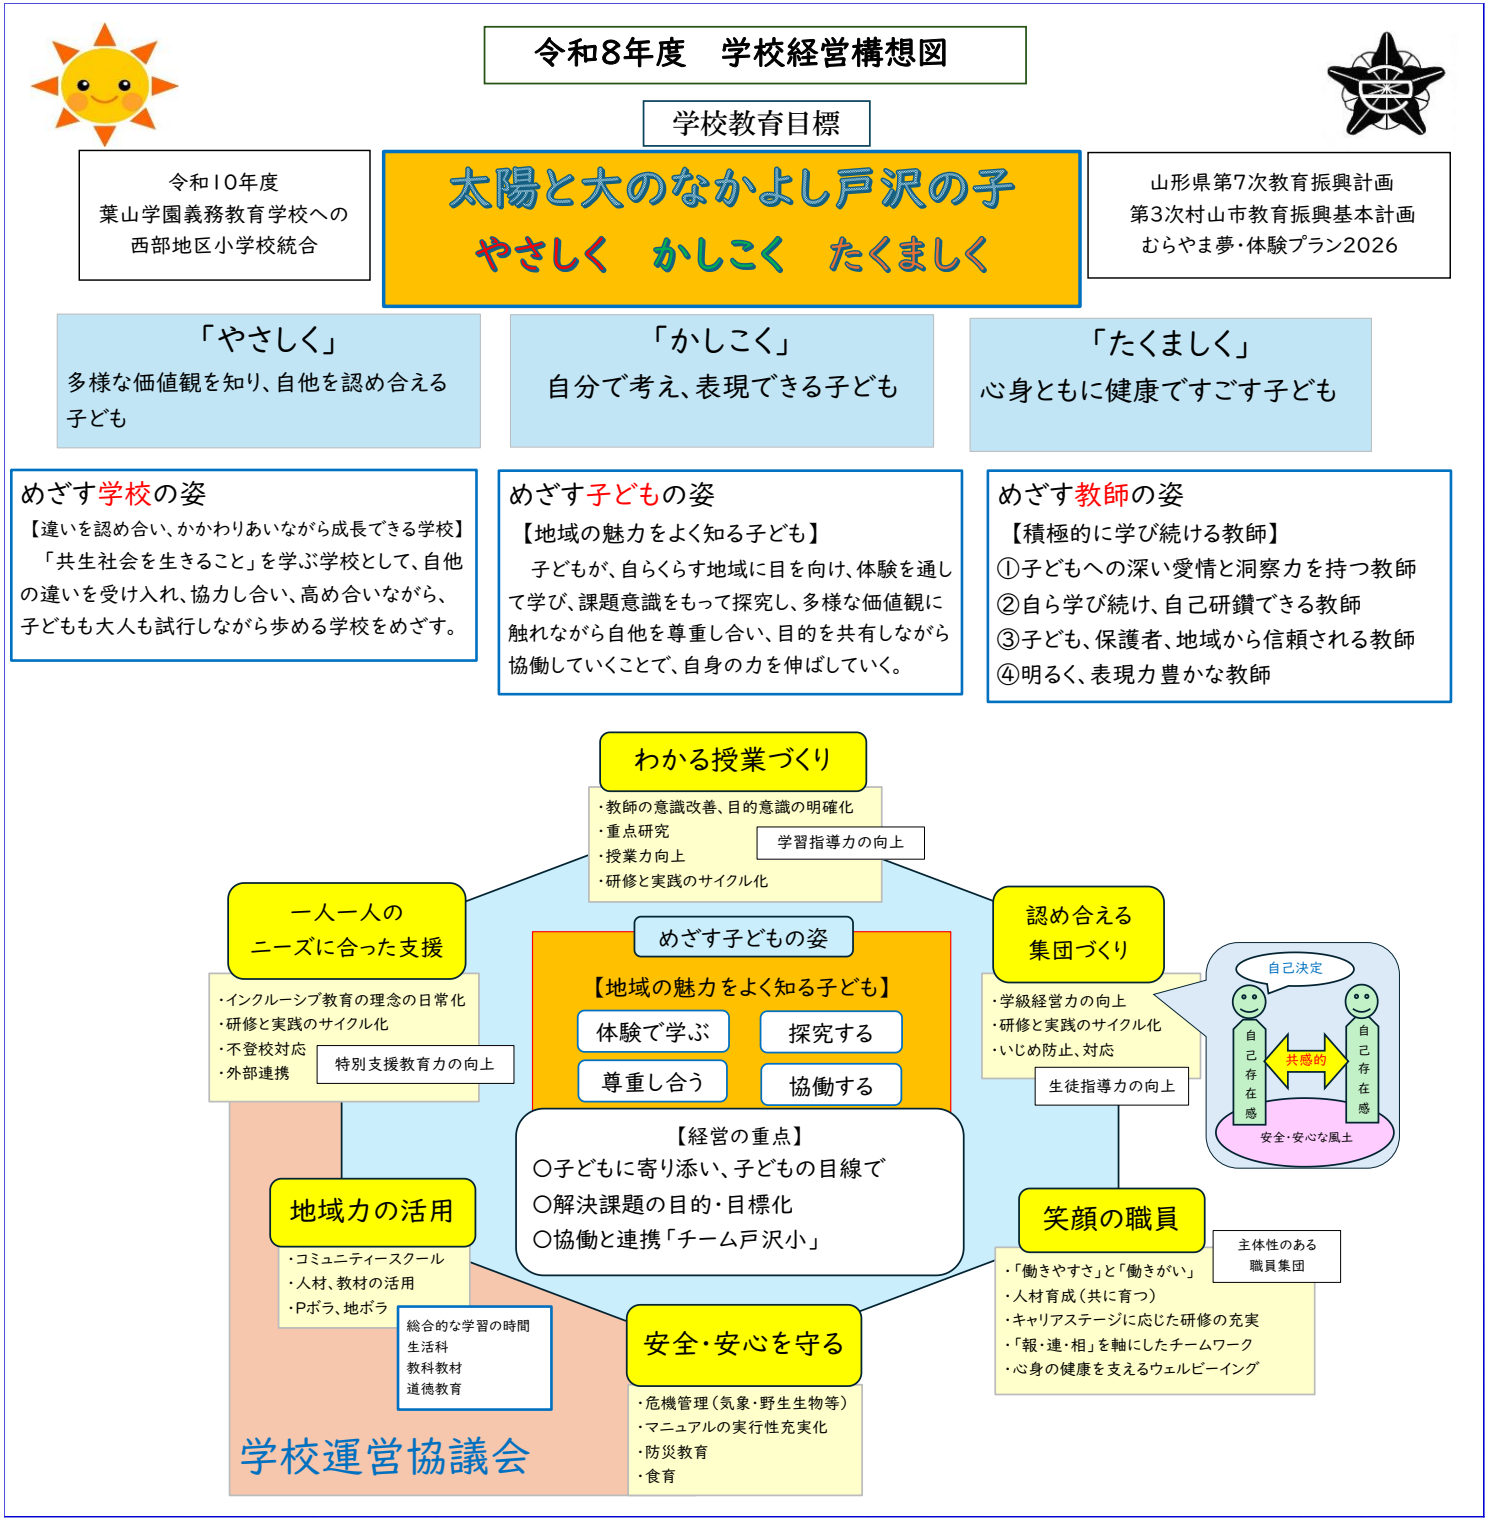 令和8年度　学校経営構想図
学校教育目標
令和10年度
葉山学園義務教育学校への
西部地区小学校統合
太陽と大のなかよし戸沢の子
やさしく　かしこく　たくましく
山形県第7次教育振興計画
第3次村山市教育振興基本計画
むらやま夢・体験プラン2026
「やさしく」
多様な価値観を知り、自他を認め合える
子ども
「かしこく」
自分で考え、表現できる子ども
「たくましく」
心身ともに健康ですごす子ども
めざす学校の姿
【違いを認め合い、かかわりあいながら成長できる学校】
「共生社会を生きること」を学ぶ学校として、自他
の違いを受け入れ、協力し合い、高め合いながら、
子どもも大人も試行しながら歩める学校をめざす。
めざす子どもの姿
【地域の魅力をよく知る子ども】
子どもが、自らくらす地域に目を向け、体験を通し
て学び、課題意識をもって探究し、多様な価値観に
触れながら自他を尊重し合い、目的を共有しながら
協働していくことで、自身の力を伸ばしていく。
めざす教師の姿
【積極的に学び続ける教師】
①子どもへの深い愛情と洞察力を持つ教師
②自ら学び続け、自己研鑽できる教師
③子ども、保護者、地域から信頼される教師
④明るく、表現力豊かな教師
わかる授業づくり
・教師の意識改善、目的意識の明確化
・重点研究
・授業力向上
・研修と実践のサイクル化
学習指導力の向上
一人一人の
ニーズに合った支援
・インクルーシブ教育の理念の日常化
・研修と実践のサイクル化
・不登校対応
・外部連携
特別支援教育力の向上
めざす子どもの姿
【地域の魅力をよく知る子ども】
体験で学ぶ
探究する
尊重し合う
協働する
【経営の重点】
○子どもに寄り添い、子どもの目線で
○解決課題の目的・目標化
○協働と連携「チーム戸沢小」
認め合える
集団づくり
・学級経営力の向上
・研修と実践のサイクル化
・いじめ防止、対応
生徒指導力の向上
自己決定
自己存在感
共感的
自己存在感
安全・安心な風土
地域力の活用
・コミュニティースクール
・人材、教材の活用
・Pボラ、地ボラ
総合的な学習の時間
生活科
教科教材
道徳教育
学校運営協議会
安全・安心を守る
・危機管理（気象・野生生物等）
・マニュアルの実行性充実化
・防災教育
・食育
笑顔の職員
主体性のある
職員集団
・「働きやすさ」と「働きがい」
・人材育成（共に育つ）
・キャリアステージに応じた研修の充実
・「報・連・相」を軸にしたチームワーク
・心身の健康を支えるウェルビーイング